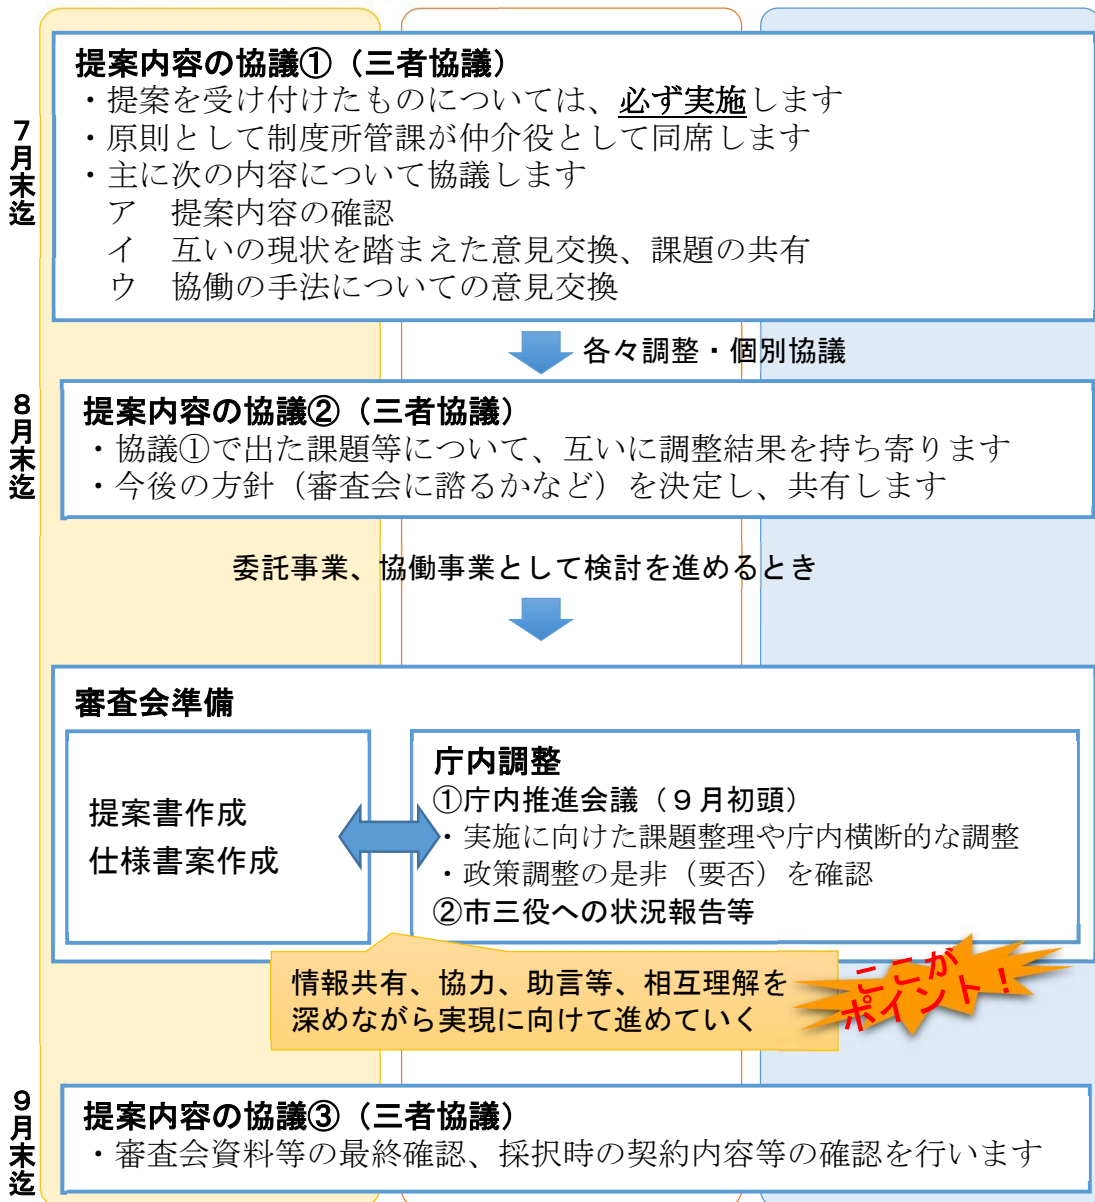 7月末迄
提案内容の協議①(三者協議)
・提案を受け付けたものについては、必ず実施します
・原則として制度所管課が仲介役として同席します
・主に次の内容について協議します
ア 提案内容の確認
イ 互いの現状を踏まえた意見交換、課題の共有
ウ 協働の手法についての意見交換
各々調整・個別協議
8月末迄
提案内容の協議②(三者協議)
・協議①で出た課題等について、互いに調整結果を持ち寄ります
・今後の方針(審査会に諮るかなど)を決定し、共有します
委託事業、協働事業として検討を進めるとき
審査会準備
提案書作成
仕様書案作成
庁内調整
①庁内推進会議(9月初頭)
・実施に向けた課題整理や庁内横断的な調整
・政策調整の是非(要否)を確認
②市三役への状況報告等
情報共有、協力、助言等、相互理解を
深めながら実現に向けて進めていく
ここが
ポイント!
9月末迄
提案内容の協議③(三者協議)
・審査会資料等の最終確認、採択時の契約内容等の確認を行います